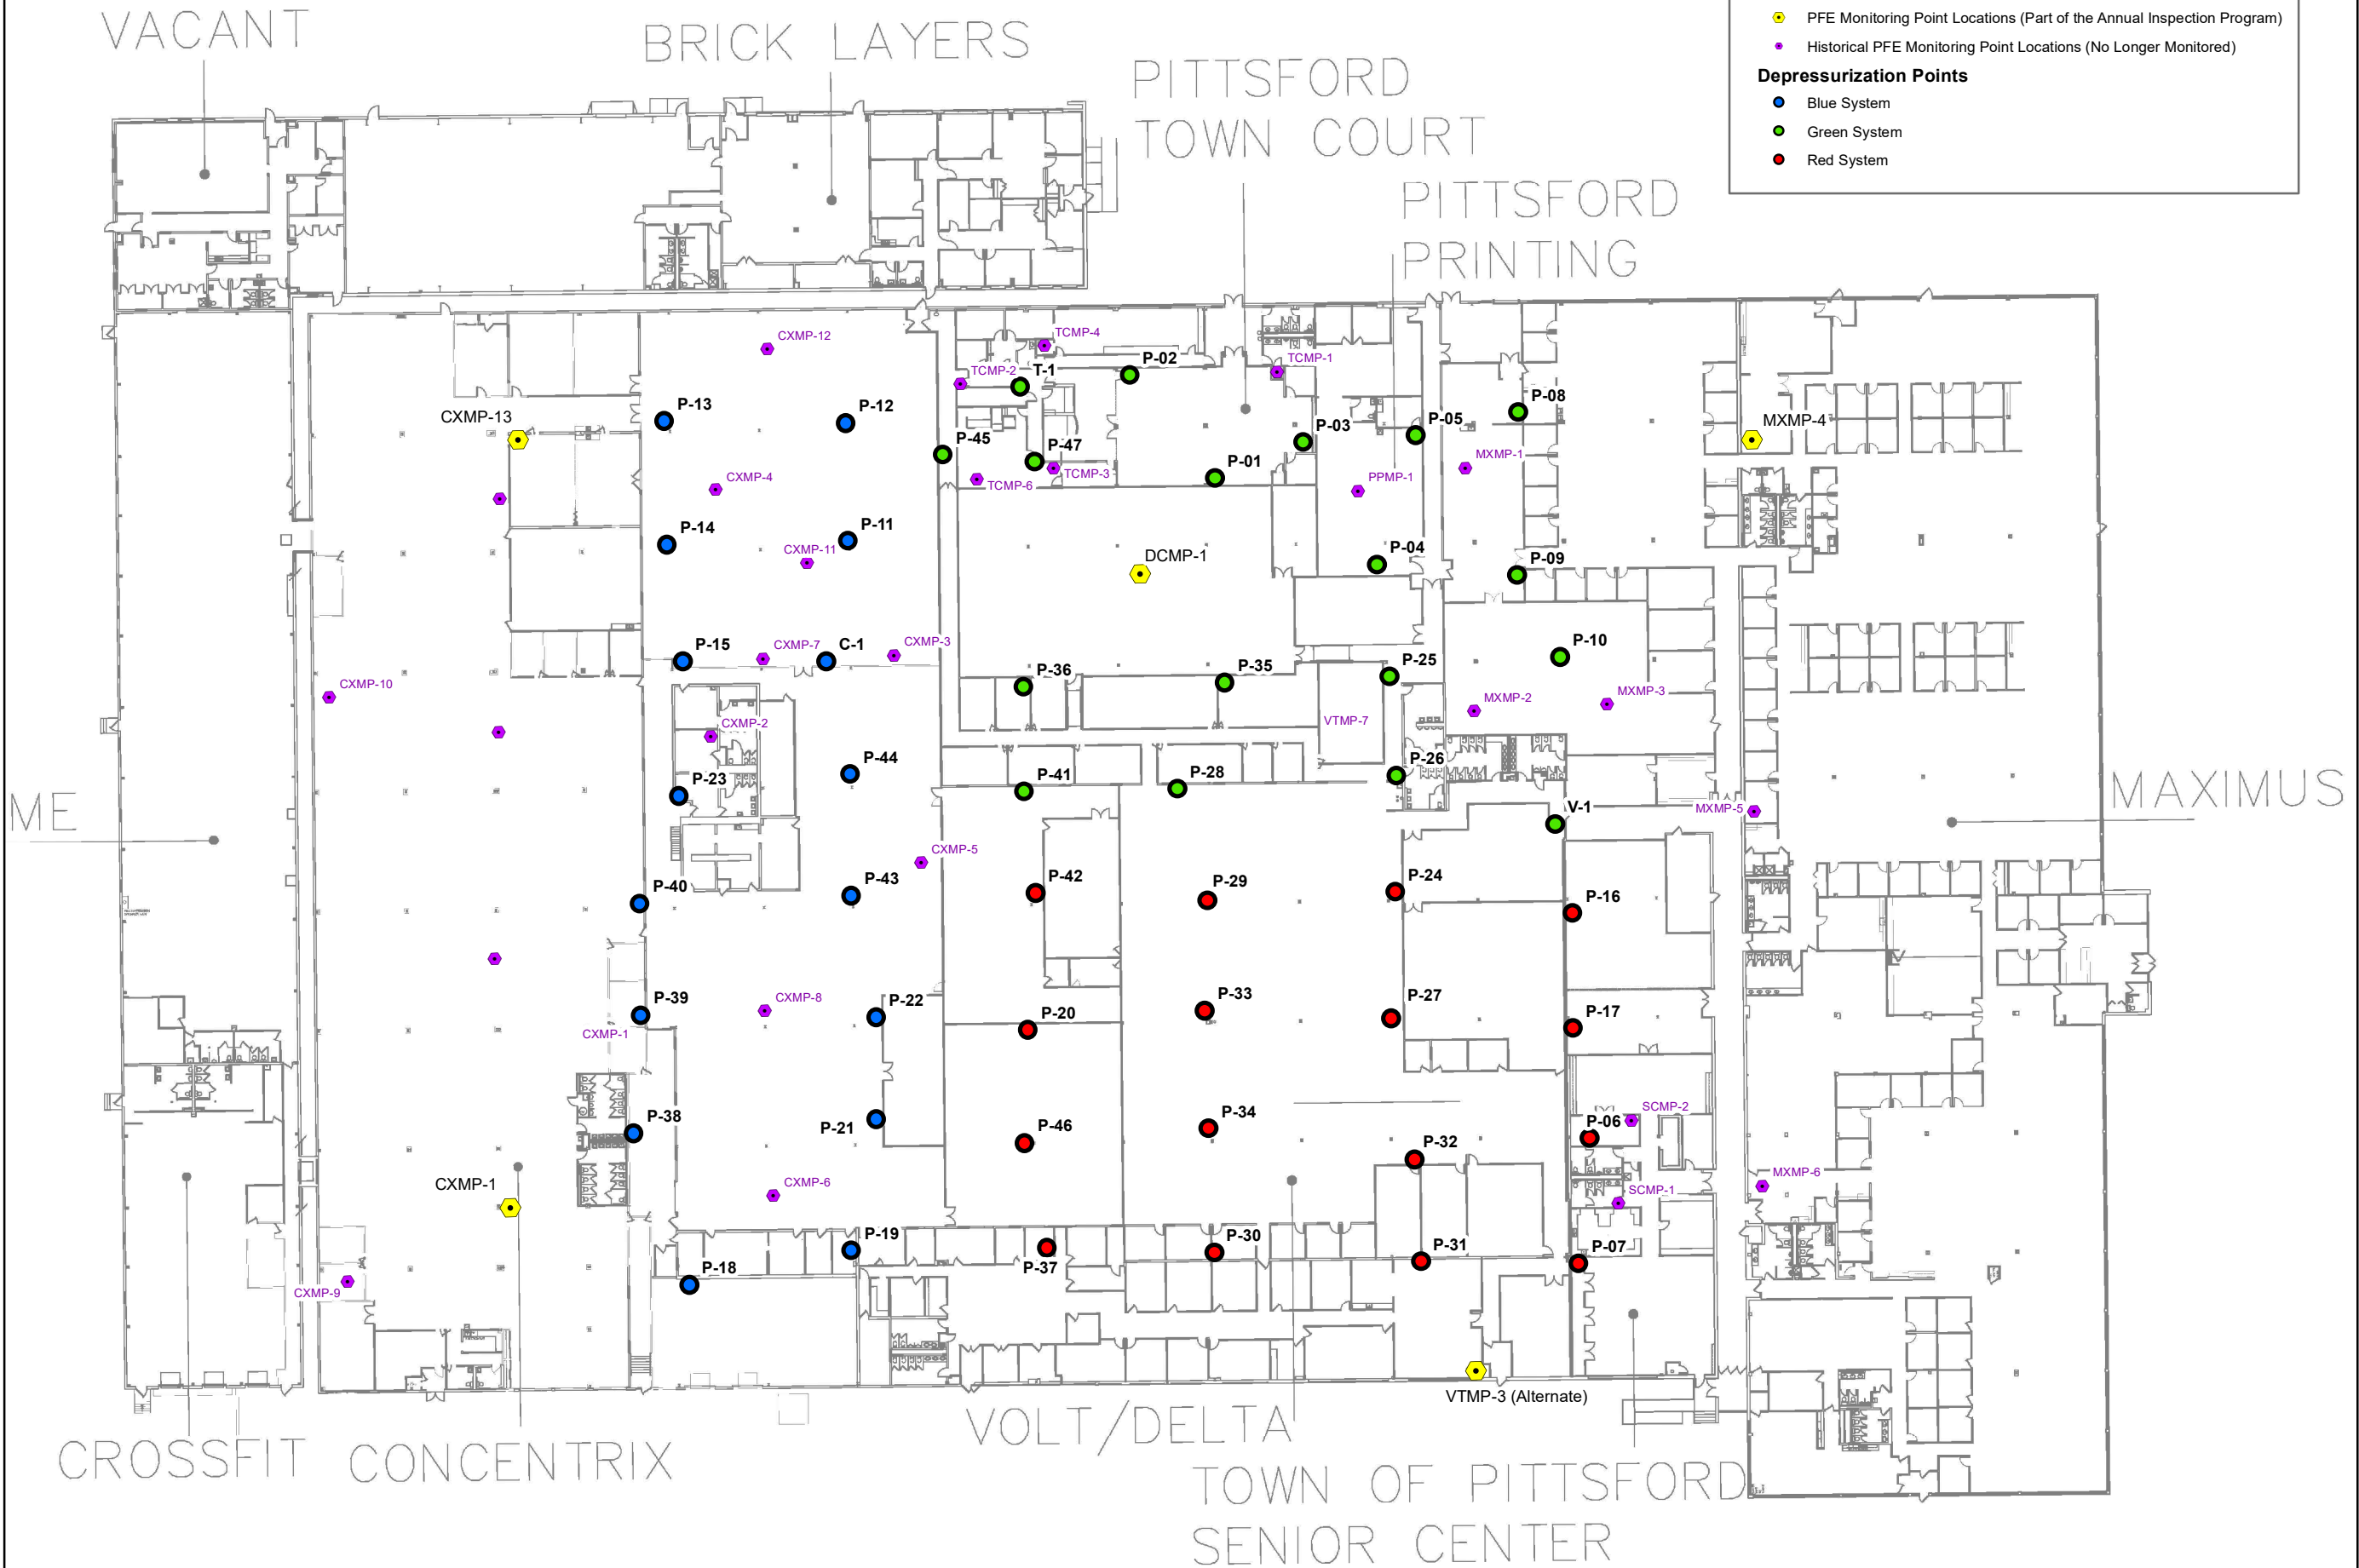 VACANT
BRICK LAYERS
PITTSFORD
TOWN COURT
PITTSFORD
PRINTING
PFE Monitoring Point Locations (Part of the Annual Inspection Program)
Historical PFE Monitoring Point Locations (No Longer Monitored)
Depressurization Points
Blue System
Green System
Red System
CXMP-12
TCMP-4
P-02
TCMP-1
TCMP-2
T-1
P-13
P-12
P-08
CXMP-13
P-03
P-05
MXMP-4
P-45
P-47
P-01
MXMP-1
CXMP-4
TCMP-6
TCMP-3
PPMP-1
P-14
P-11
CXMP-11
DCMP-1
P-04
P-09
P-15
CXMP-7
C-1
CXMP-3
P-10
P-36
P-35
P-25
CXMP-10
MXMP-2
MXMP-3
CXMP-2
VTMP-7
P-44
P-23
P-41
P-28
P-26
ME
MAXIMUS
V-1
MXMP-5
CXMP-5
P-40
P-43
P-42
P-29
P-24
P-16
P-39
CXMP-8
P-22
P-33
P-27
CXMP-1
P-20
P-17
P-38
P-21
P-46
P-34
P-32
P-06
SCMP-2
CXMP-1
CXMP-6
SCMP-1
MXMP-6
P-19
P-30
P-31
P-07
P-18
P-37
CXMP-9
VTMP-3 (Alternate)
CROSSFIT
CONCENTRIX
VOLT/DELTA
TOWN OF PITTSFORD
SENIOR CENTER